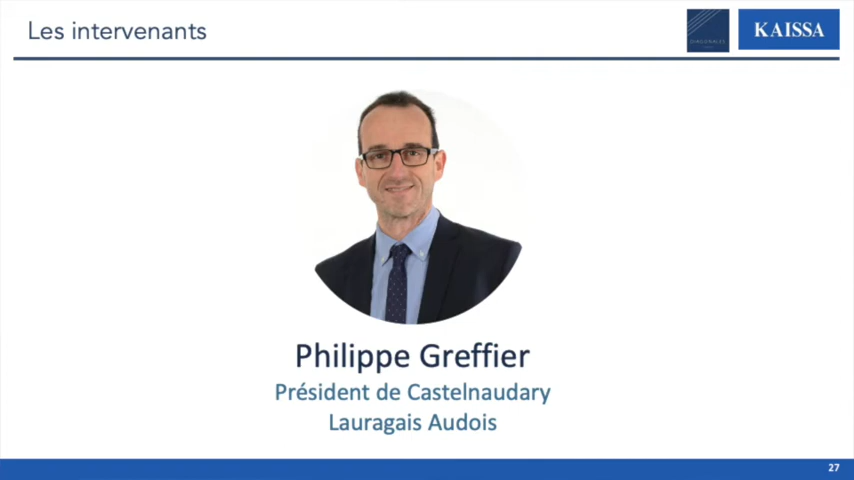 Les intervenants
KAISSA
Philippe Greffier
Président de Castelnaudary
Lauragais Audois
27